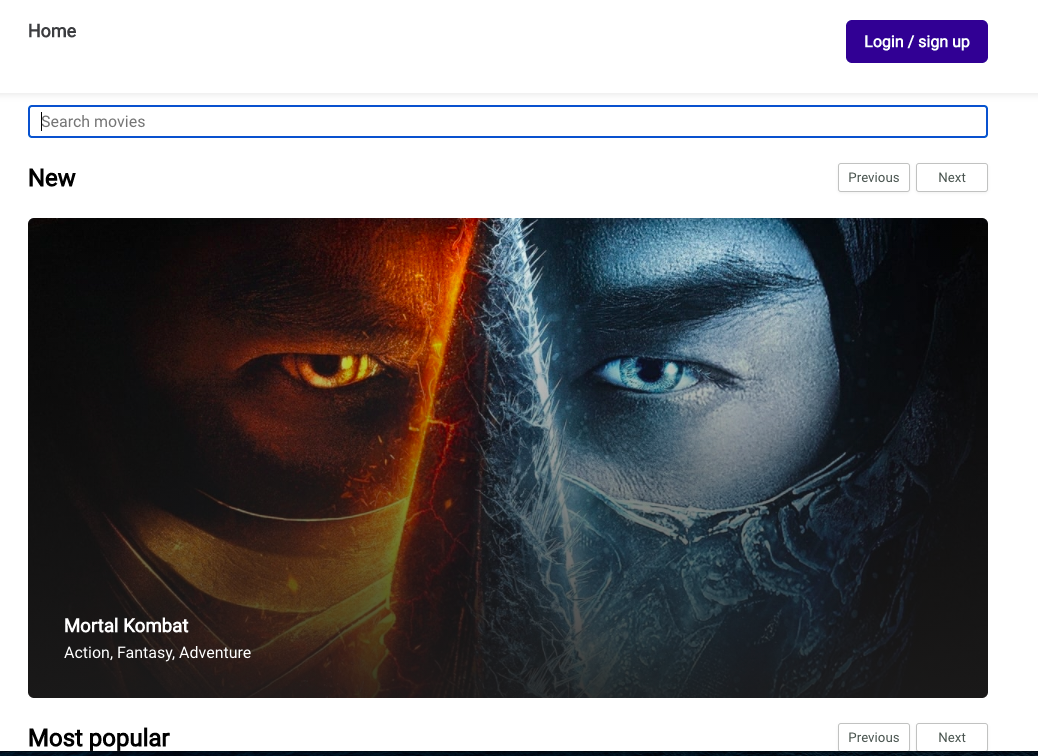 Home
Login / sign up
Search movies
New
Previous
Next
Mortal Kombat
Action, Fantasy, Adventure
Most popular
Previous
Next